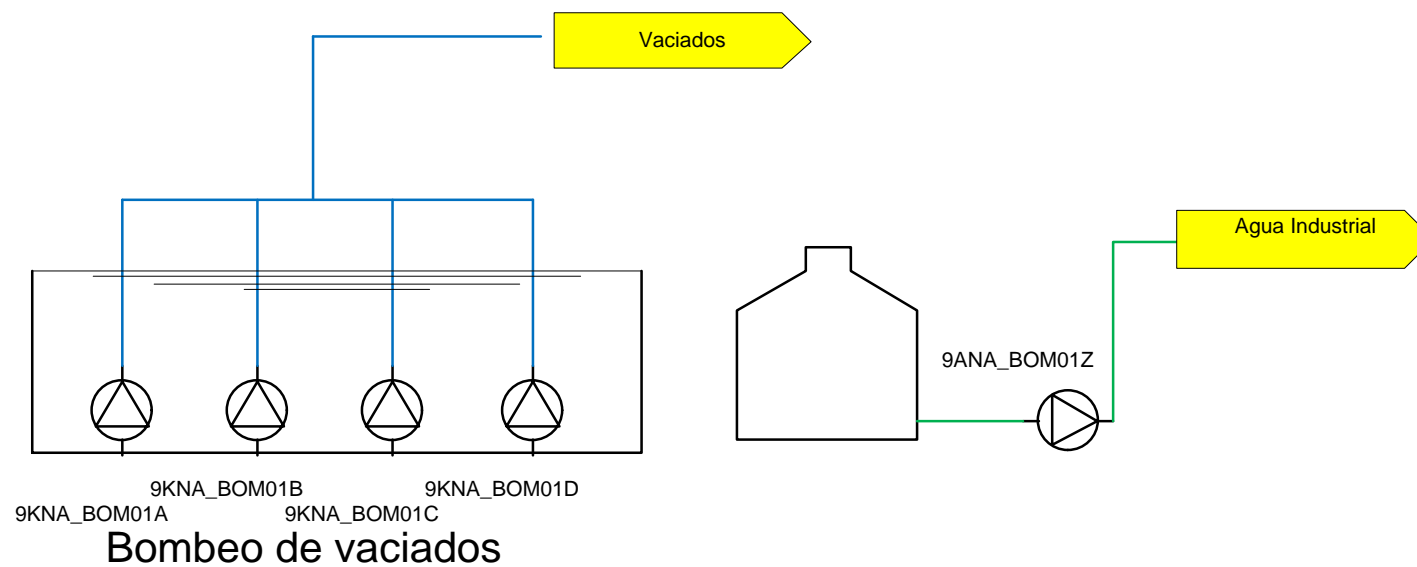 Vaciados
Agua Industrial
9ANA_BOM01Z
9KNA_BOM01B
9KNA_BOM01D
9KNA_BOM01A
9KNA_BOM01C
Bombeo de vaciados